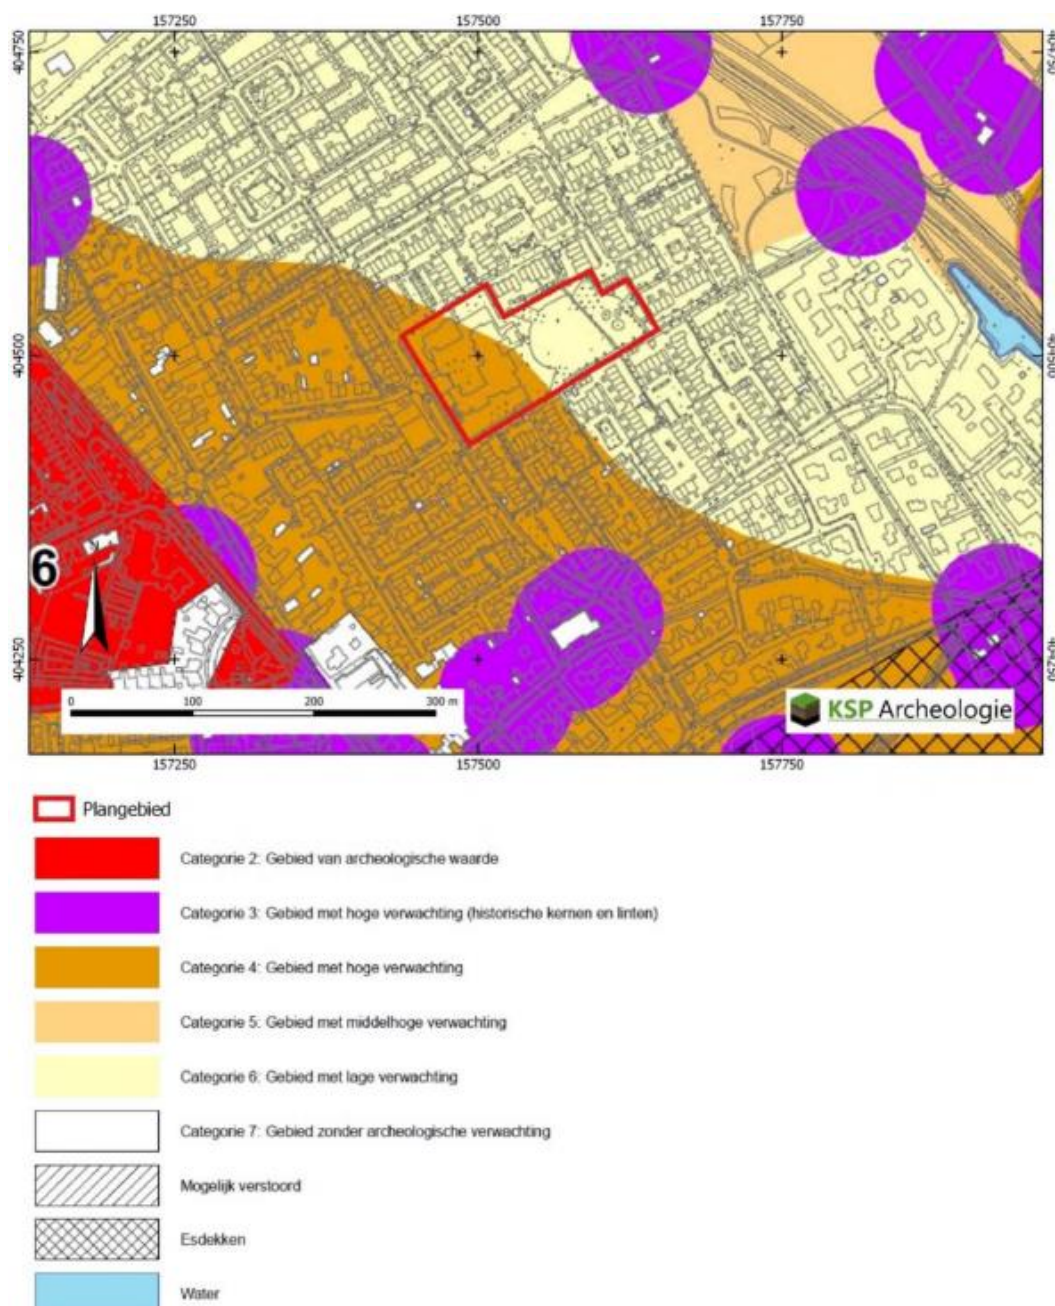 157250 157500 157750
404750 404750
404500 404500
6
404250 404250
0 100 200 300 m
KSP Archeologie
157250 157500 157750
Plangebied
Categorie 2: Gebied van archeologische waarde
Categorie 3: Gebied met hoge verwachting (historische kernen en linten)
Categorie 4: Gebied met hoge verwachting
Categorie 5: Gebied met middelhoge verwachting
Categorie 6: Gebied met lage verwachting
Categorie 7: Gebied zonder archeologische verwachting
Mogelijk verstoord
Esdekken
Water